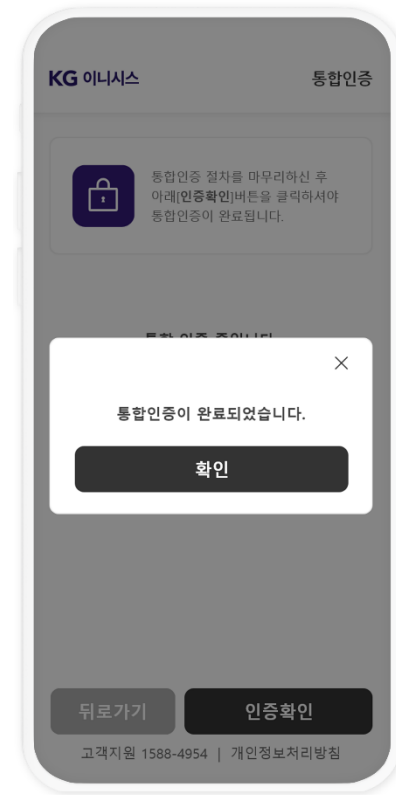 KG 이니시스
통합인증
통합인증 절차를 마무리하신 후
아래[인증확인]버튼을 클릭하셔야
통합인증이 완료됩니다.
통합인증이 완료되었습니다.
확인
뒤로가기
인증확인
고객지원 1588-4954 | 개인정보처리방침